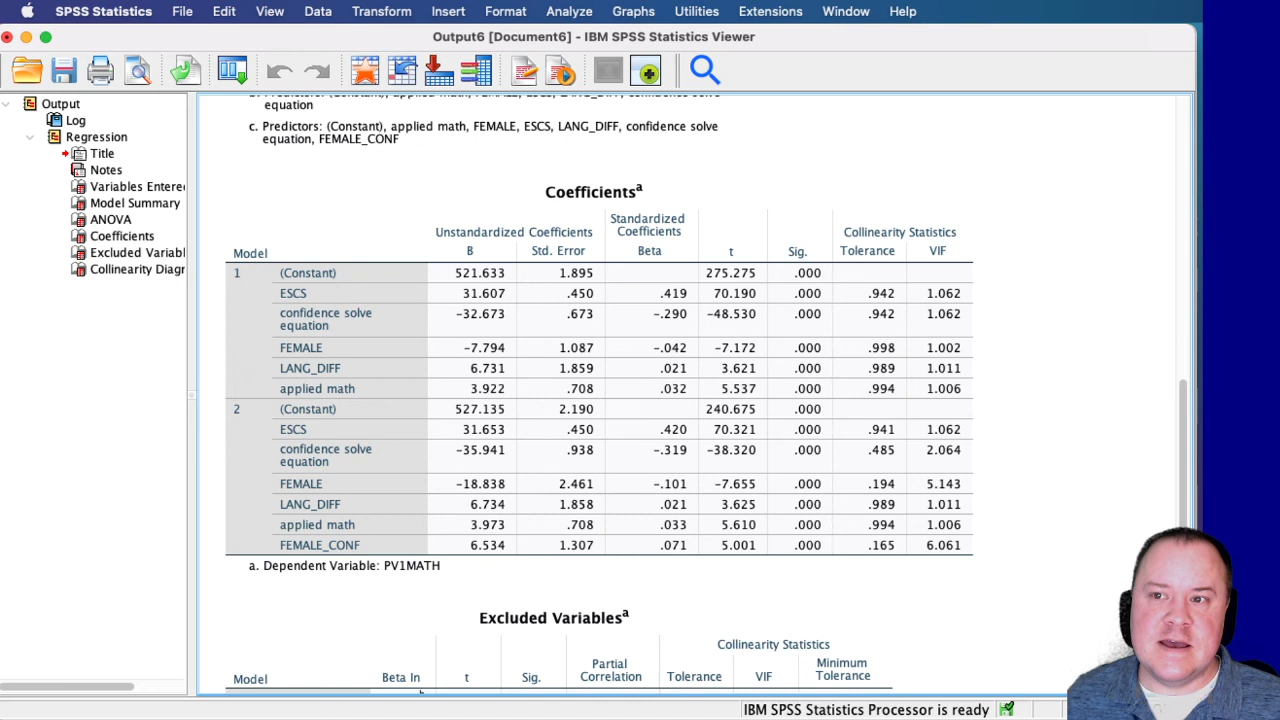 SPSS Statistics File Edit View Data Transform Insert Format Analyze Graphs Utilities Extensions Window Help
Output6 [Document6] - IBM SPSS Statistics Viewer
Output
Log
Regression
Title
Notes
Variables Entere
Model Summary
ANOVA
Coefficients
Excluded Variabl
Collinearity Diagr
equation
c. Predictors: (Constant), applied math, FEMALE, ESCS, LANG_DIFF, confidence solve
equation, FEMALE_CONF
Coefficientsa
Unstandardized Coefficients Standardized Coefficients Collinearity Statistics
Model B Std. Error Beta t Sig. Tolerance VIF
1 (Constant) 521.633 1.895 275.275 .000
ESCS 31.607 .450 .419 70.190 .000 .942 1.062
confidence solve -32.673 .673 -.290 -48.530 .000 .942 1.062
equation
FEMALE -7.794 1.087 -.042 -7.172 .000 .998 1.002
LANG_DIFF 6.731 1.859 .021 3.621 .000 .989 1.011
applied math 3.922 .708 .032 5.537 .000 .994 1.006
2 (Constant) 527.135 2.190 240.675 .000
ESCS 31.653 .450 .420 70.321 .000 .941 1.062
confidence solve -35.941 .938 -.319 -38.320 .000 .485 2.064
equation
FEMALE -18.838 2.461 -.101 -7.655 .000 .194 5.143
LANG_DIFF 6.734 1.858 .021 3.625 .000 .989 1.011
applied math 3.973 .708 .033 5.610 .000 .994 1.006
FEMALE_CONF 6.534 1.307 .071 5.001 .000 .165 6.061
a. Dependent Variable: PV1MATH
Excluded Variablesa
Collinearity Statistics
Model Beta In t Sig. Partial Correlation Tolerance VIF Minimum Tolerance
IBM SPSS Statistics Processor is ready